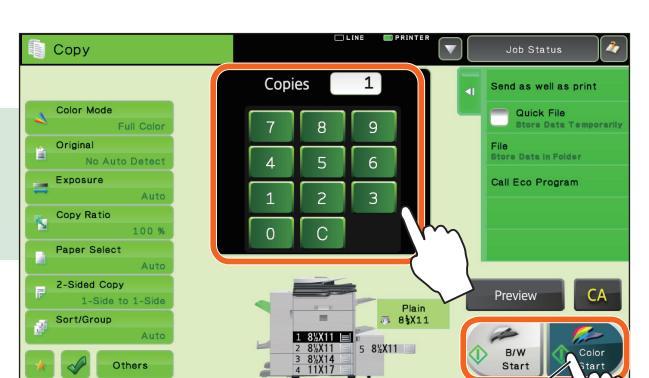 LINE
PRINTER
Copy
Job Status
Copies
1
7
8
9
4
5
6
1
2
3
0
C
Color Mode
Full Color
Original
No Auto Detect
Exposure
Auto
Copy Ratio
100 %
Paper Select
Auto
2-Sided Copy
1-Side to 1-Side
Sort/Group
Auto
Others
Plain
8½X11
1 8½X11
2 8½X11
3 8½X14
4 11X17
5 8½X11
Send as well as print
Quick File
Store Data Temporarily
File
Store Data in Folder
Call Eco Program
Preview
CA
B/W
Start
Color
Start